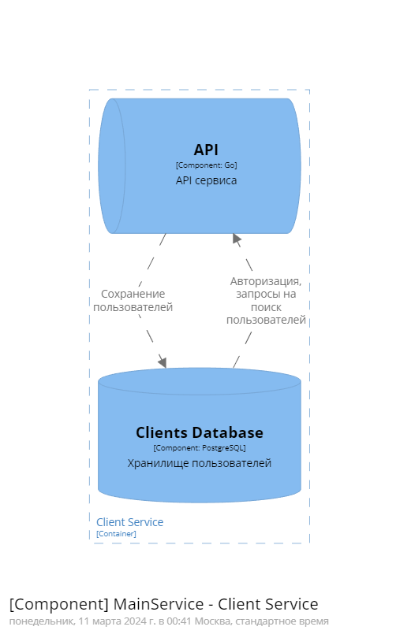 API
[Component: Go]
API сервиса
Сохранение
пользователей
Авторизация,
запросы на
поиск
пользователей
Clients Database
[Component: PostgreSQL]
Хранилище пользователей
Client Service
[Container]
[Component] MainService - Client Service
понедельник, 11 марта 2024 г. в 00:41 Москва, стандартное время